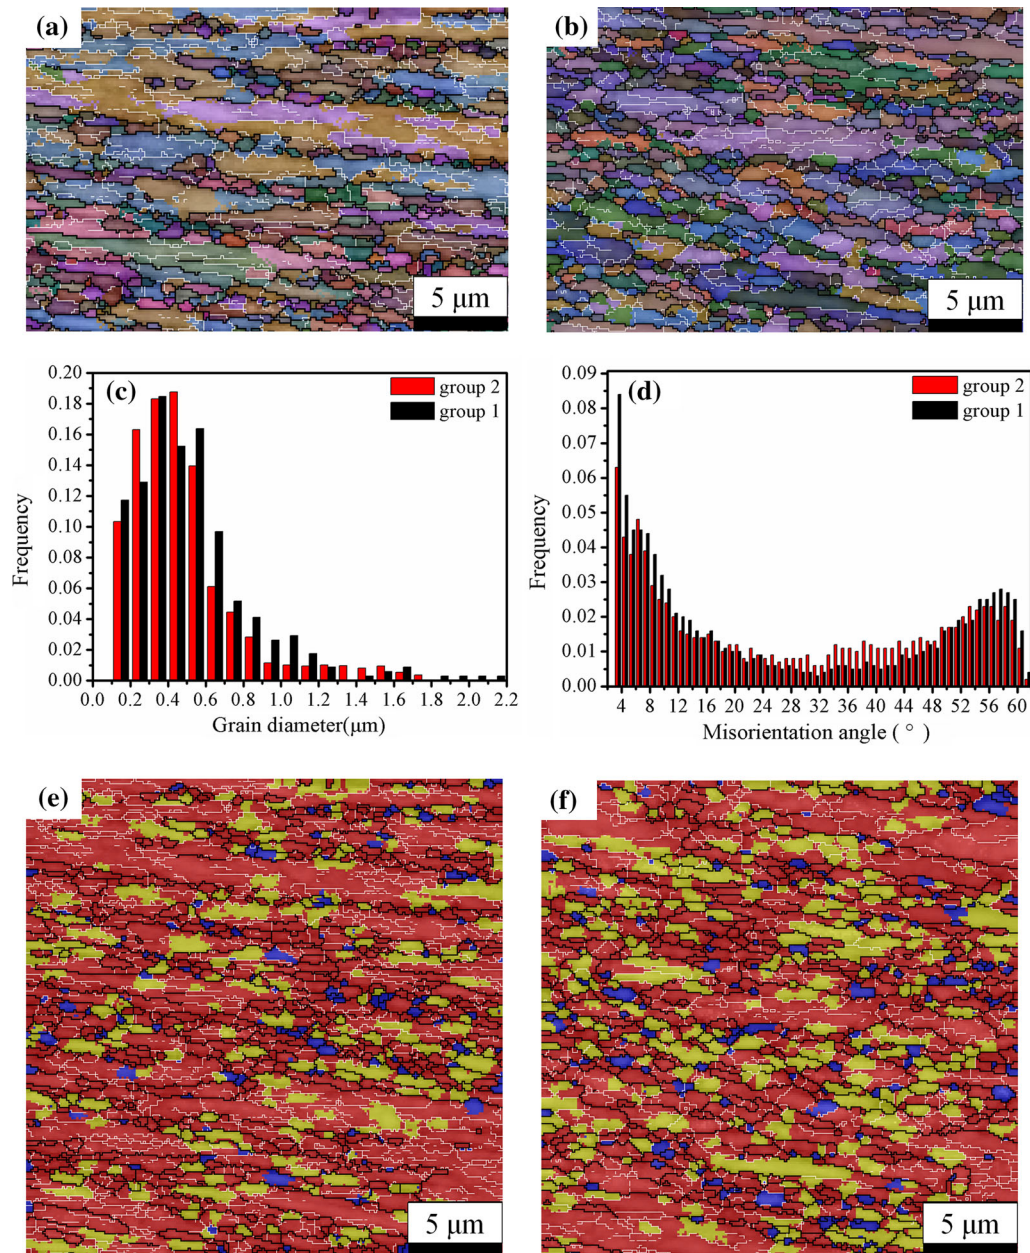 (a)
5 μm
(b)
5 μm
(c)
group 2
group 1
0.20
0.18
0.16
0.14
0.12
0.10
0.08
0.06
0.04
0.02
0.00
Frequency
0.0 0.2 0.4 0.6 0.8 1.0 1.2 1.4 1.6 1.8 2.0 2.2
Grain diameter(μm)
(d)
group 2
group 1
0.09
0.08
0.07
0.06
0.05
0.04
0.03
0.02
0.01
0.00
Frequency
4 8 12 16 20 24 28 32 36 40 44 48 52 56 60
Misorientation angle ( ° )
(e)
5 μm
(f)
5 μm